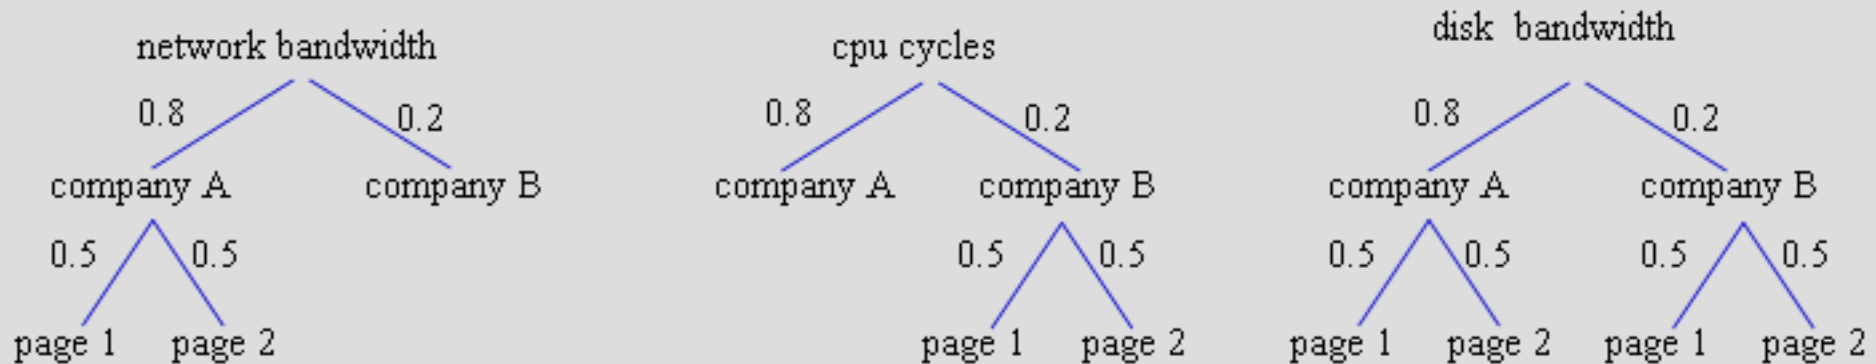 network bandwidth
0.8
0.2
company A
company B
0.5
0.5
page 1
page 2
cpu cycles
0.8
0.2
company A
company B
0.5
0.5
page 1
page 2
disk bandwidth
0.8
0.2
company A
company B
0.5
0.5
0.5
0.5
page 1
page 2
page 1
page 2